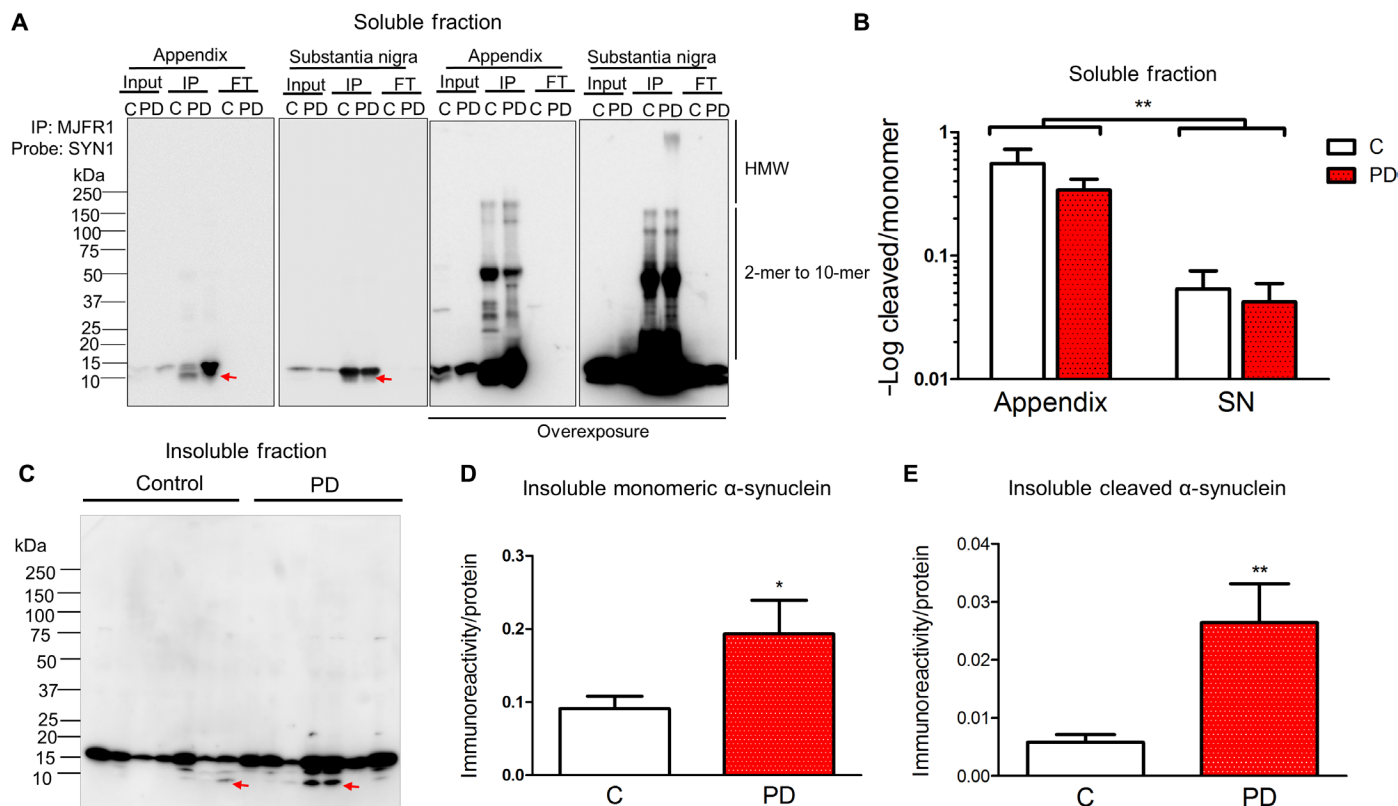 A
Soluble fraction
Appendix Substantia nigra Appendix Substantia nigra
Input IP FT Input IP FT Input IP FT Input IP FT
C PD C PD C PD C PD C PD C PD C PD C PD C PD C PD C PD C PD
IP: MJFR1
Probe: SYN1
kDa
250
150
100
75
50
37
25
20
15
10
HMW
2-mer to 10-mer
Overexposure
B
Soluble fraction
**
−Log cleaved/monomer
1
0.1
0.01
Appendix SN
C
PD
C
Insoluble fraction
Control PD
kDa
250
150
100
75
50
37
25
20
15
10
D
Insoluble monomeric α-synuclein
Immunoreactivity/protein
0.3
0.2
0.1
0.0
*
C PD
E
Insoluble cleaved α-synuclein
Immunoreactivity/protein
0.04
0.03
0.02
0.01
0.00
**
C PD